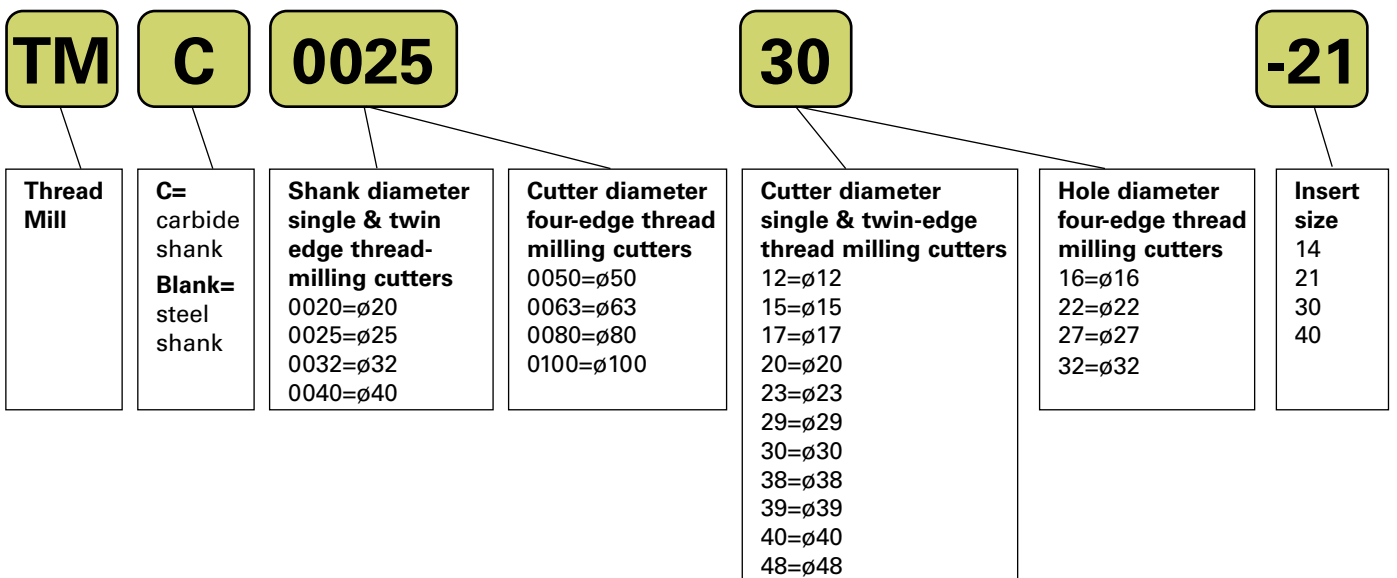 TM
C
0025
30
-21
Thread
Mill
C=
carbide
shank
Blank=
steel
shank
Shank diameter
single & twin
edge thread-
milling cutters
0020=ø20
0025=ø25
0032=ø32
0040=ø40
Cutter diameter
four-edge thread
milling cutters
0050=ø50
0063=ø63
0080=ø80
0100=ø100
Cutter diameter
single & twin-edge
thread milling cutters
12=ø12
15=ø15
17=ø17
20=ø20
23=ø23
29=ø29
30=ø30
38=ø38
39=ø39
40=ø40
48=ø48
Hole diameter
four-edge thread
milling cutters
16=ø16
22=ø22
27=ø27
32=ø32
Insert
size
14
21
30
40